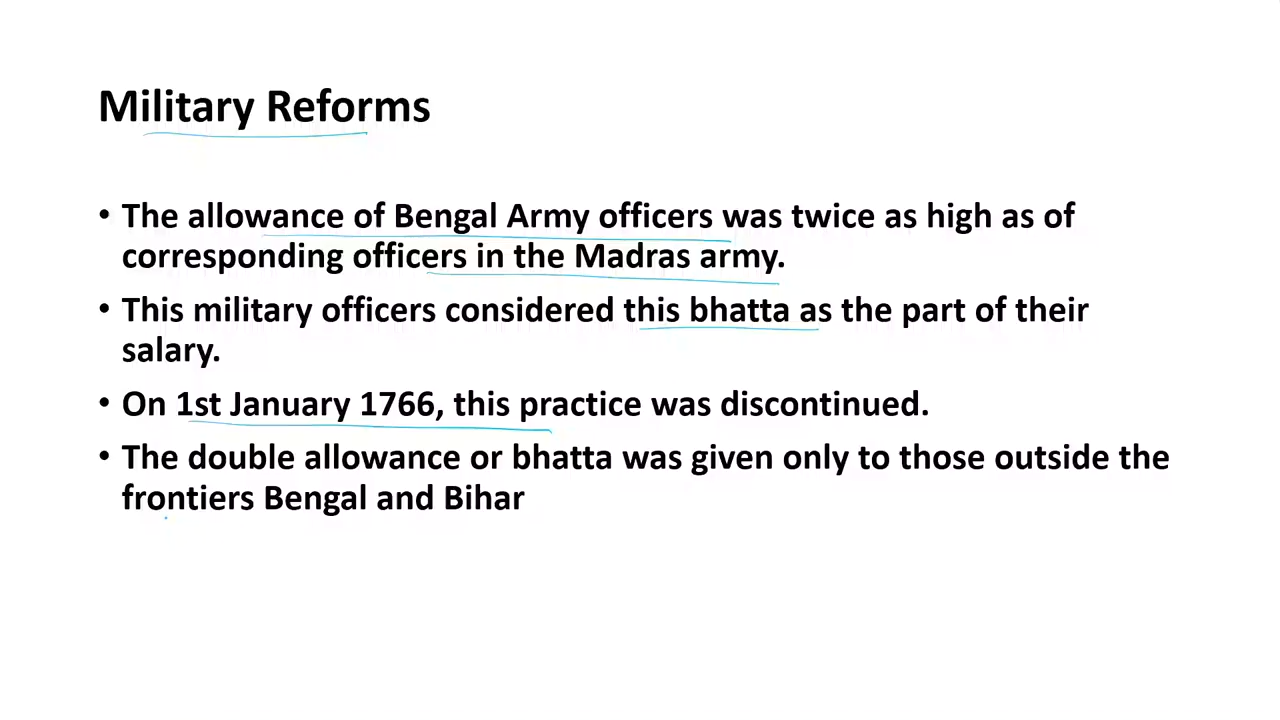 Military Reforms
• The allowance of Bengal Army officers was twice as high as of
corresponding officers in the Madras army.
• This military officers considered this bhatta as the part of their
salary.
• On 1st January 1766, this practice was discontinued.
• The double allowance or bhatta was given only to those outside the
frontiers Bengal and Bihar